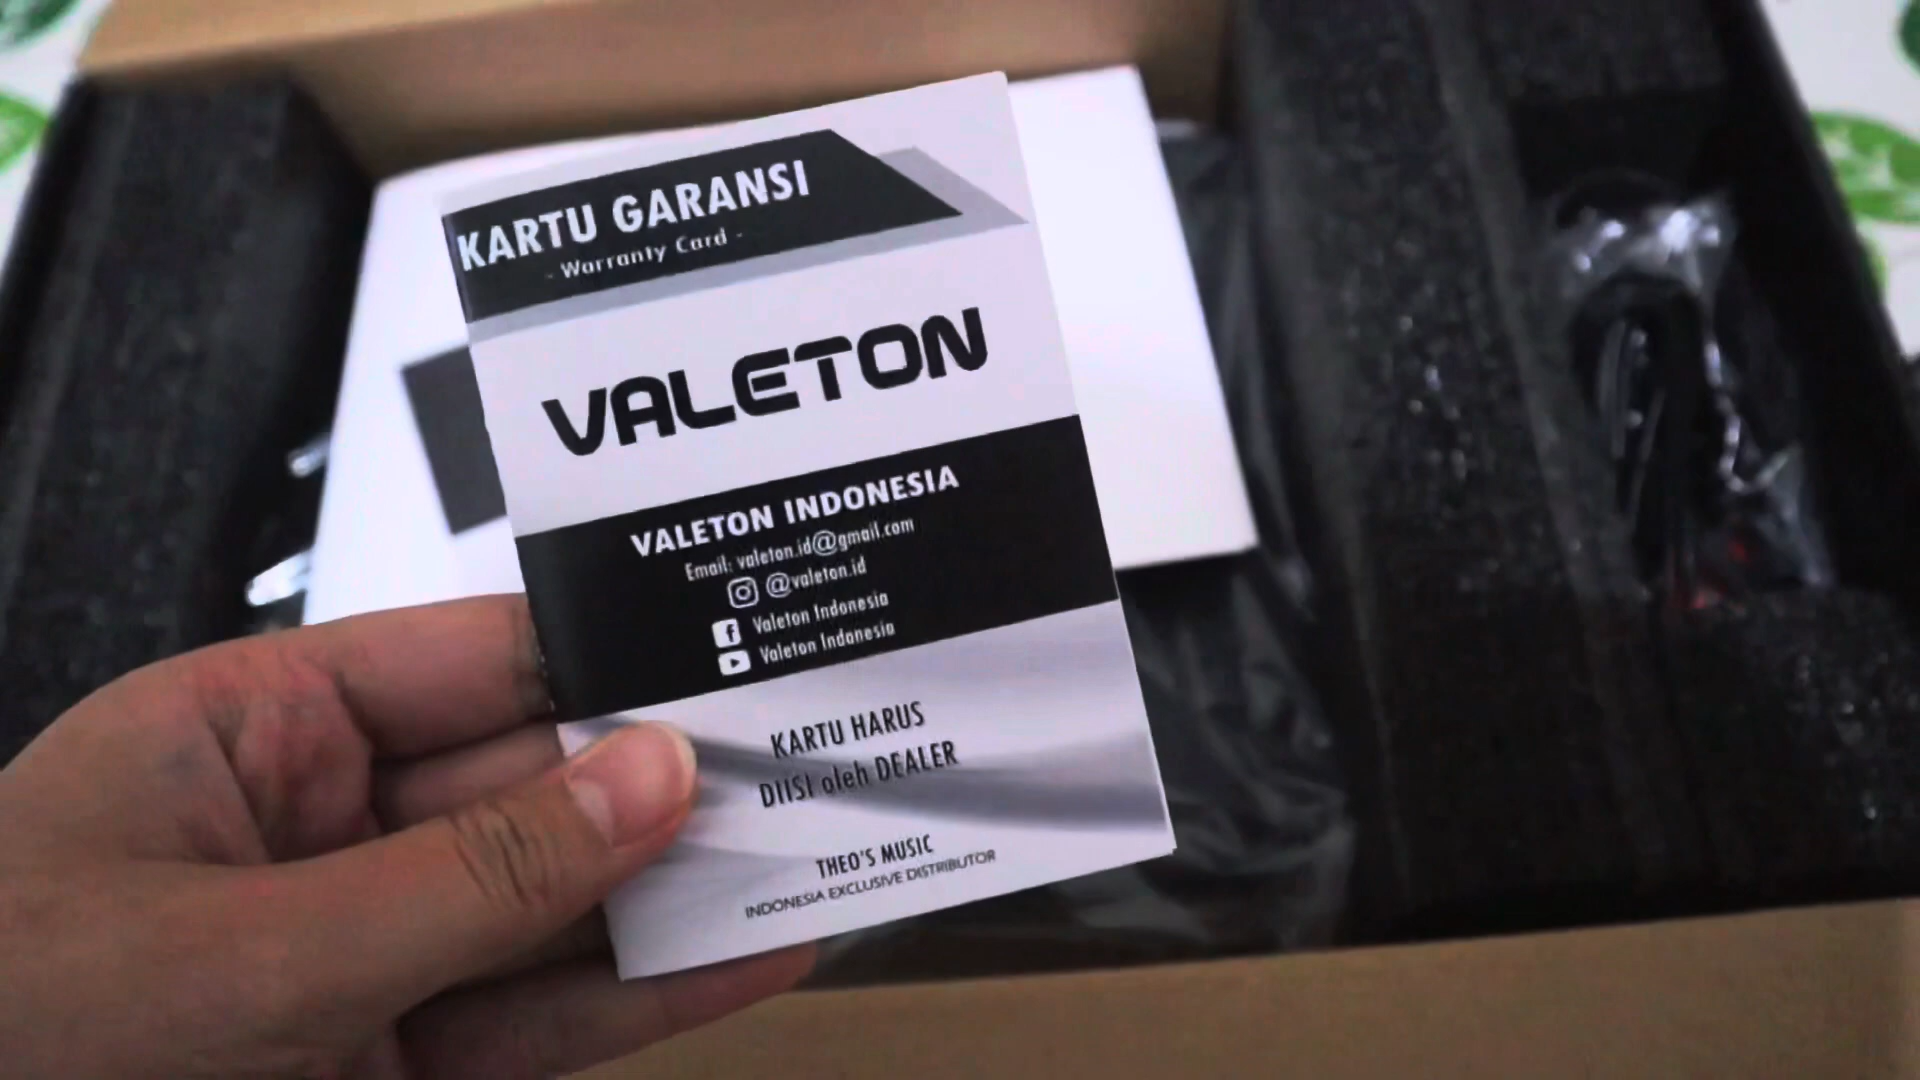 KARTU GARANSI
- Warranty Card -
VALETON
VALETON INDONESIA
Email: valeton.id@gmail.com
@valeton.id
Valeton Indonesia
Valeton Indonesia
KARTU HARUS
DIISI oleh DEALER
THEO'S MUSIC
INDONESIA EXCLUSIVE DISTRIBUTOR